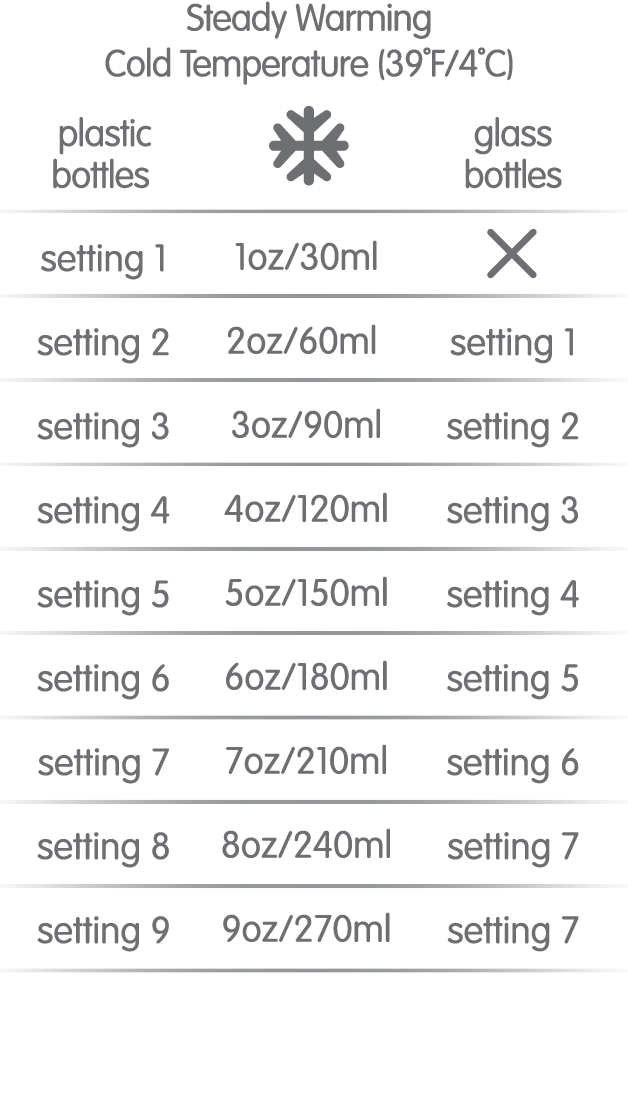 Steady Warming
Cold Temperature (39°F/4°C)
plastic bottles
glass bottles
setting 1 1oz/30ml
setting 2 2oz/60ml setting 1
setting 3 3oz/90ml setting 2
setting 4 4oz/120ml setting 3
setting 5 5oz/150ml setting 4
setting 6 6oz/180ml setting 5
setting 7 7oz/210ml setting 6
setting 8 8oz/240ml setting 7
setting 9 9oz/270ml setting 7